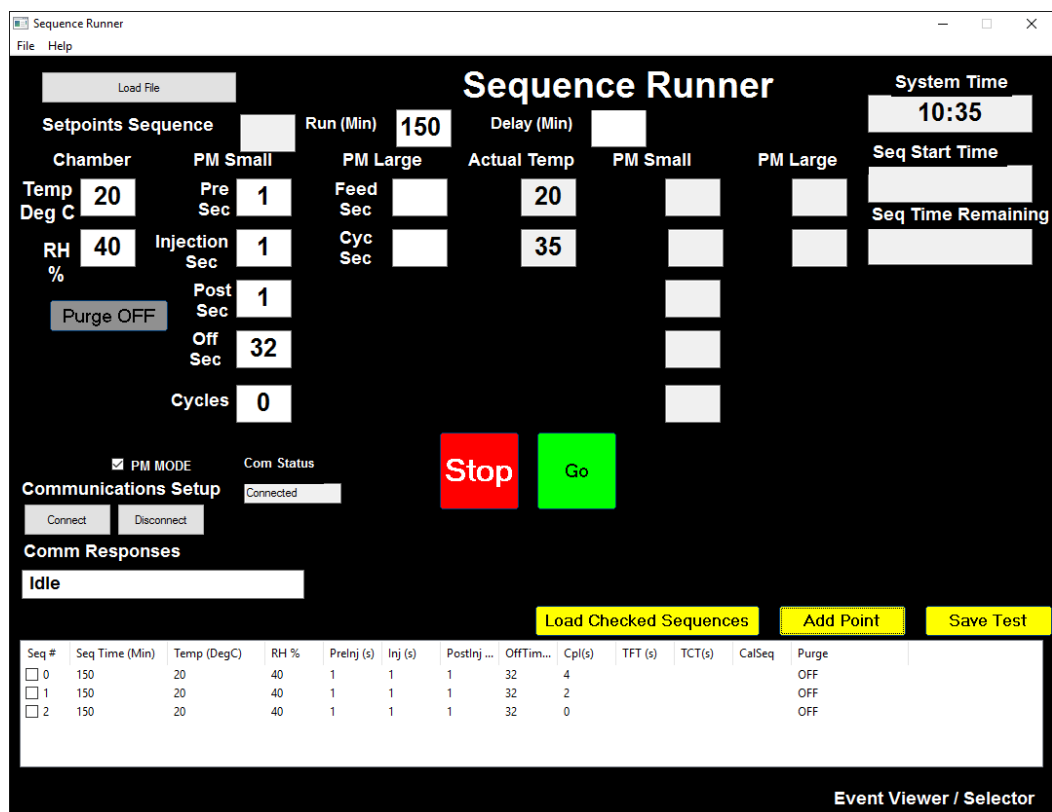 Sequence Runner
File Help
Load File
Sequence Runner
System Time
10:35
Setpoints Sequence
Run (Min)
150
Delay (Min)
Chamber
PM Small
PM Large
Actual Temp
PM Small
PM Large
Seq Start Time
Temp
Deg C
20
Pre
Sec
1
Feed
Sec
20
Seq Time Remaining
RH
%
40
Injection
Sec
1
Cyc
Sec
35
Purge OFF
Post
Sec
1
Off
Sec
32
Cycles
0
Stop
Go
PM MODE
Com Status
Communications Setup
Connected
Connect
Disconnect
Comm Responses
Idle
Load Checked Sequences
Add Point
Save Test
Seq # Seq Time (Min) Temp (DegC) RH % PreInj (s) Inj (s) PostInj ... OffTim... Cpl(s) TFT (s) TCT(s) CalSeq Purge
0 150 20 40 1 1 1 32 4 OFF
1 150 20 40 1 1 1 32 2 OFF
2 150 20 40 1 1 1 32 0 OFF
Event Viewer / Selector